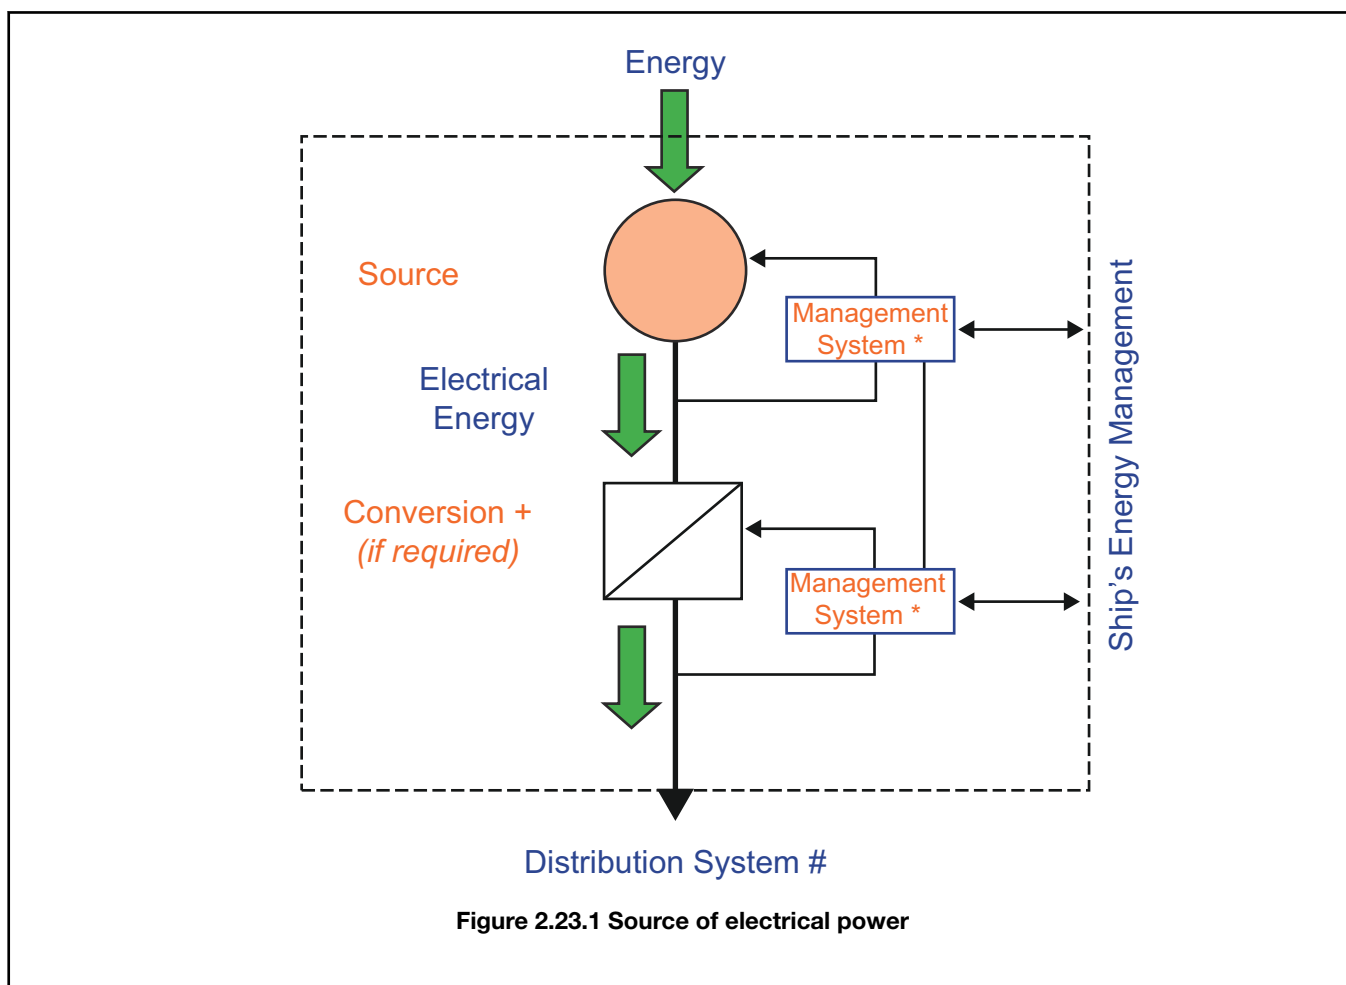 Energy
Source
Management
System *
Electrical
Energy
Conversion +
(if required)
Management
System *
Ship's Energy Management
Distribution System #
Figure 2.23.1 Source of electrical power